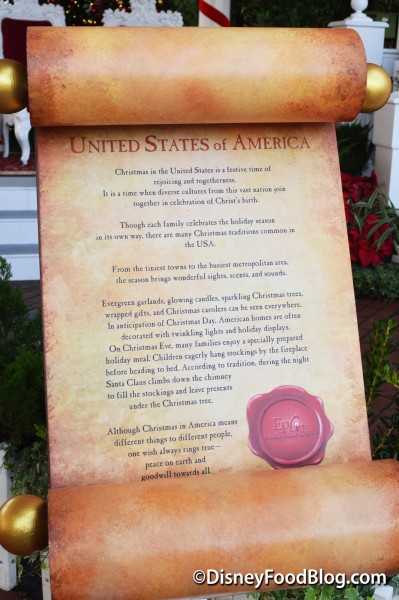 UNITED STATES OF AMERICA
Christmas in the United States is a festive time of
rejoicing and togetherness.
It is a time when diverse cultures from this vast nation join
together in celebration of Christ's birth.
Though each family celebrates the holiday season
in its own way, there are many Christmas traditions common in
the USA.
From the tiniest towns to the busiest metropolitan area,
the season brings wonderful sights, scents, and sounds.
Evergreen garlands, glowing candles, sparkling Christmas trees,
wrapped gifts, and Christmas carolers can be seen everywhere.
In anticipation of Christmas Day, American homes are often
decorated with twinkling lights and holiday displays.
On Christmas Eve, many families enjoy a specially prepared
holiday meal. Children eagerly hang stockings by the fireplace
before heading to bed. According to tradition, during the night
Santa Claus climbs down the chimney
to fill the stockings and leave presents
under the Christmas tree.
Although Christmas in America means
different things to different people,
one wish always rings true—
peace on earth and
goodwill towards all.
Epcot
©DisneyFoodBlog.com